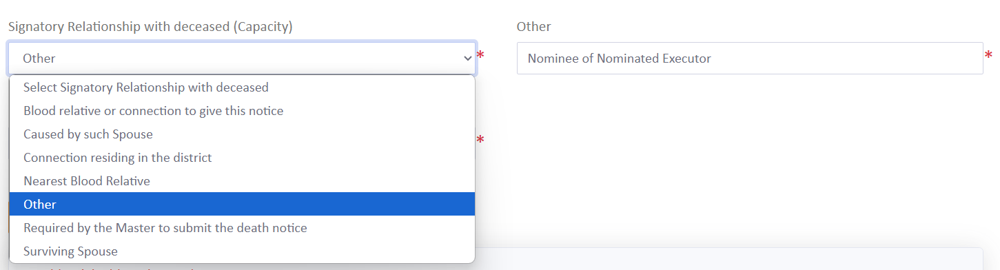 Signatory Relationship with deceased (Capacity)
Other
Other
*
Nominee of Nominated Executor
*
Select Signatory Relationship with deceased
Blood relative or connection to give this notice
Caused by such Spouse
*
Connection residing in the district
Nearest Blood Relative
Other
Required by the Master to submit the death notice
Surviving Spouse